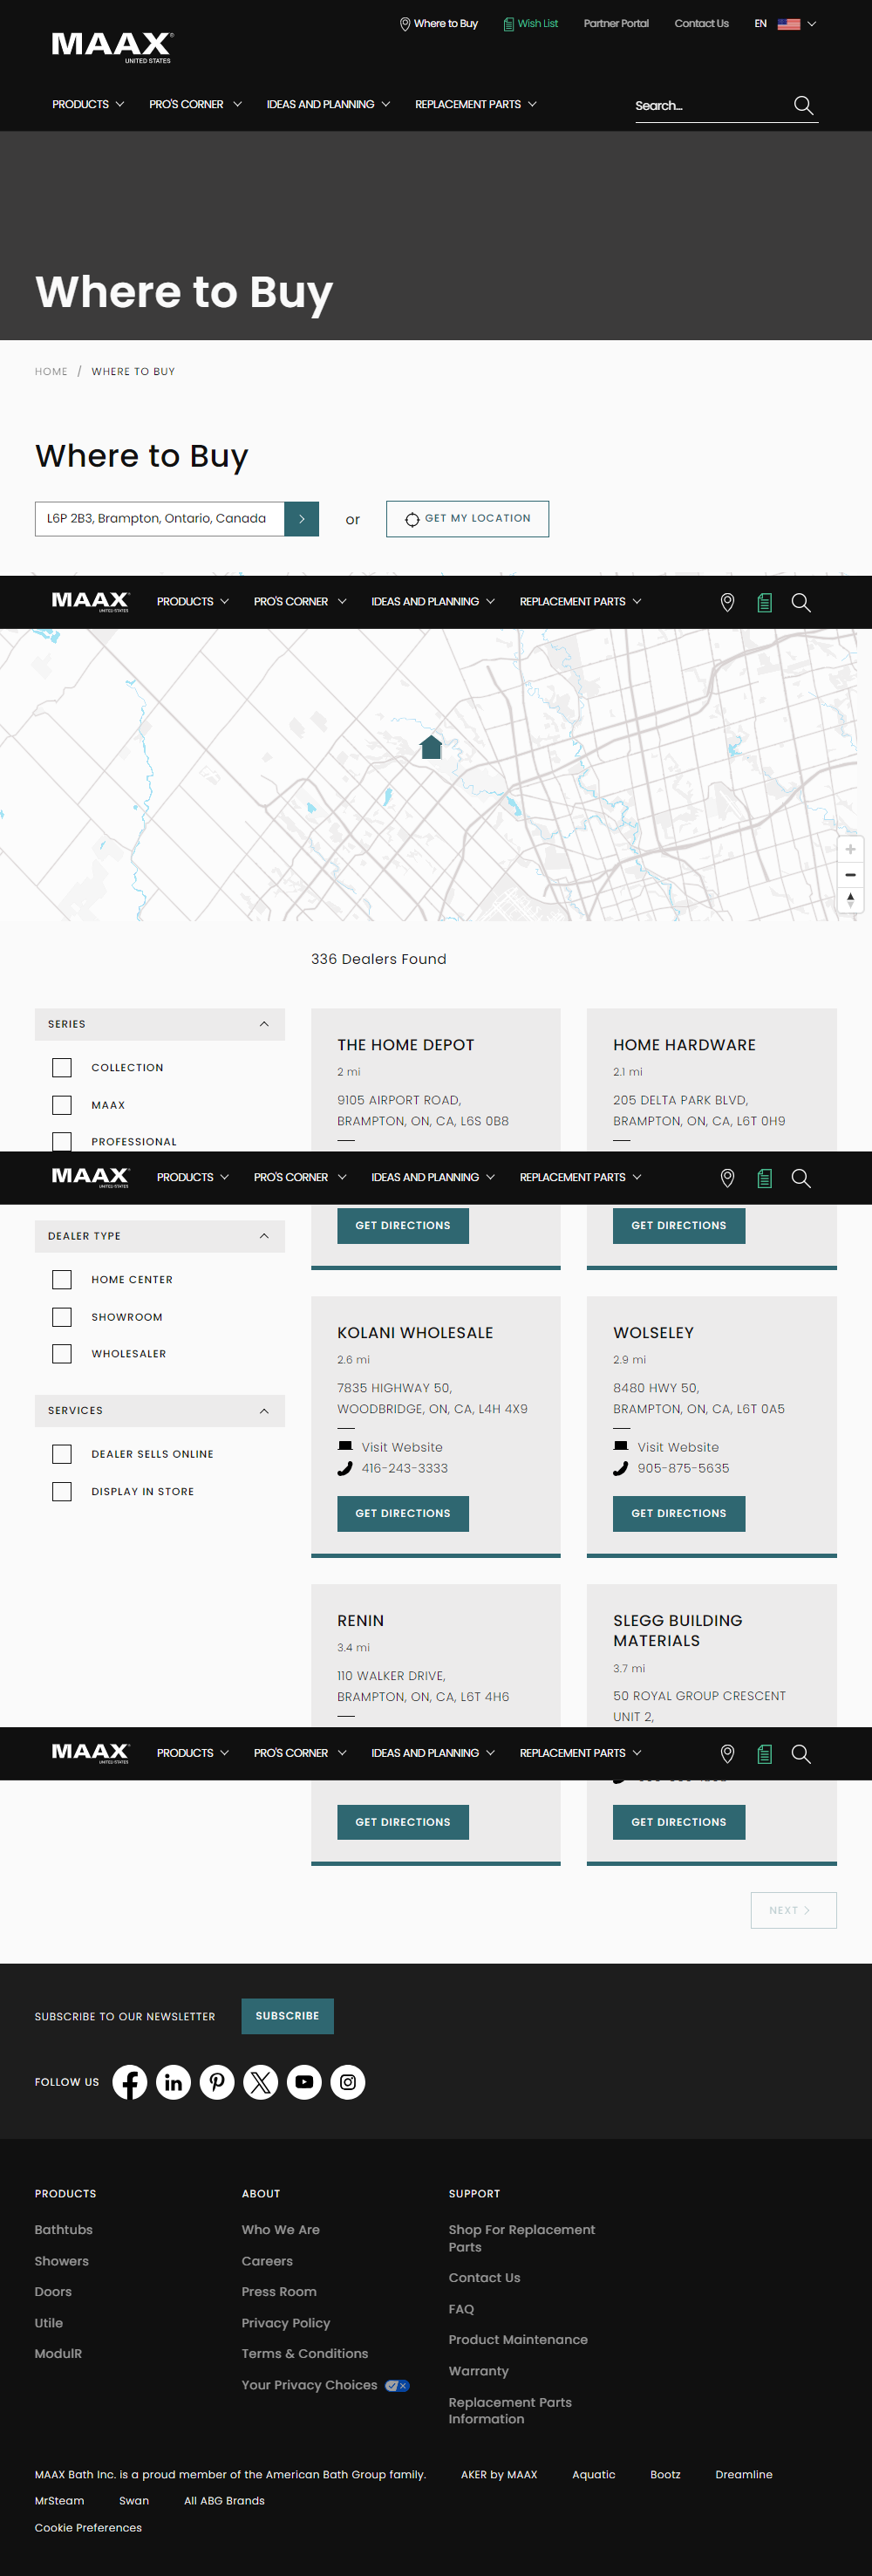 Where to Buy
Wish List
Partner Portal
Contact Us
EN
MAAX®
UNITED STATES
PRODUCTS
PRO'S CORNER
IDEAS AND PLANNING
REPLACEMENT PARTS
Search...
Where to Buy
HOME / WHERE TO BUY
Where to Buy
L6P 2B3, Brampton, Ontario, Canada
or
GET MY LOCATION
MAAX®
UNITED STATES
PRODUCTS
PRO'S CORNER
IDEAS AND PLANNING
REPLACEMENT PARTS
336 Dealers Found
SERIES
COLLECTION
MAAX
PROFESSIONAL
THE HOME DEPOT
2 mi
9105 AIRPORT ROAD,
BRAMPTON, ON, CA, L6S 0B8
HOME HARDWARE
2.1 mi
205 DELTA PARK BLVD,
BRAMPTON, ON, CA, L6T 0H9
MAAX®
UNITED STATES
PRODUCTS
PRO'S CORNER
IDEAS AND PLANNING
REPLACEMENT PARTS
GET DIRECTIONS
GET DIRECTIONS
DEALER TYPE
HOME CENTER
SHOWROOM
WHOLESALER
SERVICES
DEALER SELLS ONLINE
DISPLAY IN STORE
KOLANI WHOLESALE
2.6 mi
7835 HIGHWAY 50,
WOODBRIDGE, ON, CA, L4H 4X9
Visit Website
416-243-3333
GET DIRECTIONS
WOLSELEY
2.9 mi
8480 HWY 50,
BRAMPTON, ON, CA, L6T 0A5
Visit Website
905-875-5635
GET DIRECTIONS
RENIN
3.4 mi
110 WALKER DRIVE,
BRAMPTON, ON, CA, L6T 4H6
SLEGG BUILDING
MATERIALS
3.7 mi
50 ROYAL GROUP CRESCENT
UNIT 2,
MAAX®
UNITED STATES
PRODUCTS
PRO'S CORNER
IDEAS AND PLANNING
REPLACEMENT PARTS
GET DIRECTIONS
GET DIRECTIONS
NEXT
SUBSCRIBE TO OUR NEWSLETTER
SUBSCRIBE
FOLLOW US
PRODUCTS
Bathtubs
Showers
Doors
Utile
ModulR
ABOUT
Who We Are
Careers
Press Room
Privacy Policy
Terms & Conditions
Your Privacy Choices
SUPPORT
Shop For Replacement
Parts
Contact Us
FAQ
Product Maintenance
Warranty
Replacement Parts
Information
MAAX Bath Inc. is a proud member of the American Bath Group family.
AKER by MAAX
Aquatic
Bootz
Dreamline
MrSteam
Swan
All ABG Brands
Cookie Preferences